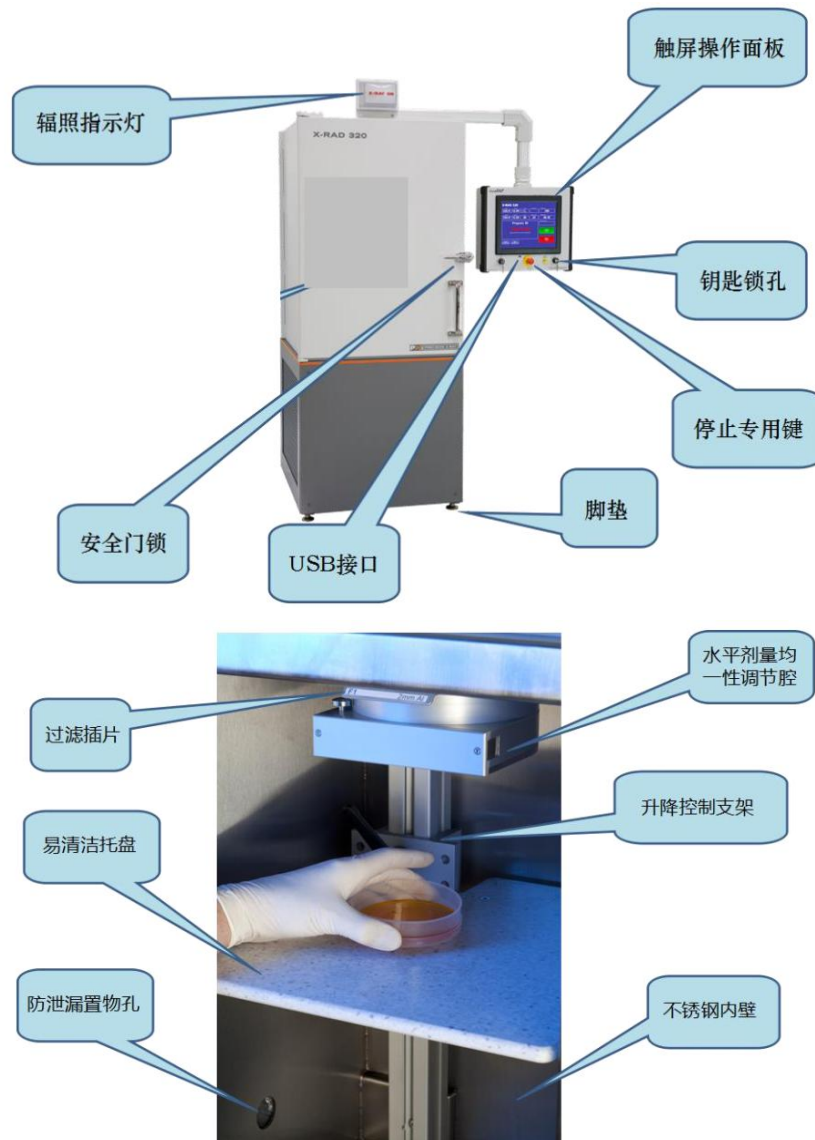 触屏操作面板
辐照指示灯
X-RAD 320
钥匙锁孔
停止专用键
脚垫
安全门锁
USB接口
水平剂量均
一性调节腔
F1
2mm Al
过滤插片
升降控制支架
易清洁托盘
防泄漏置物孔
不锈钢内壁